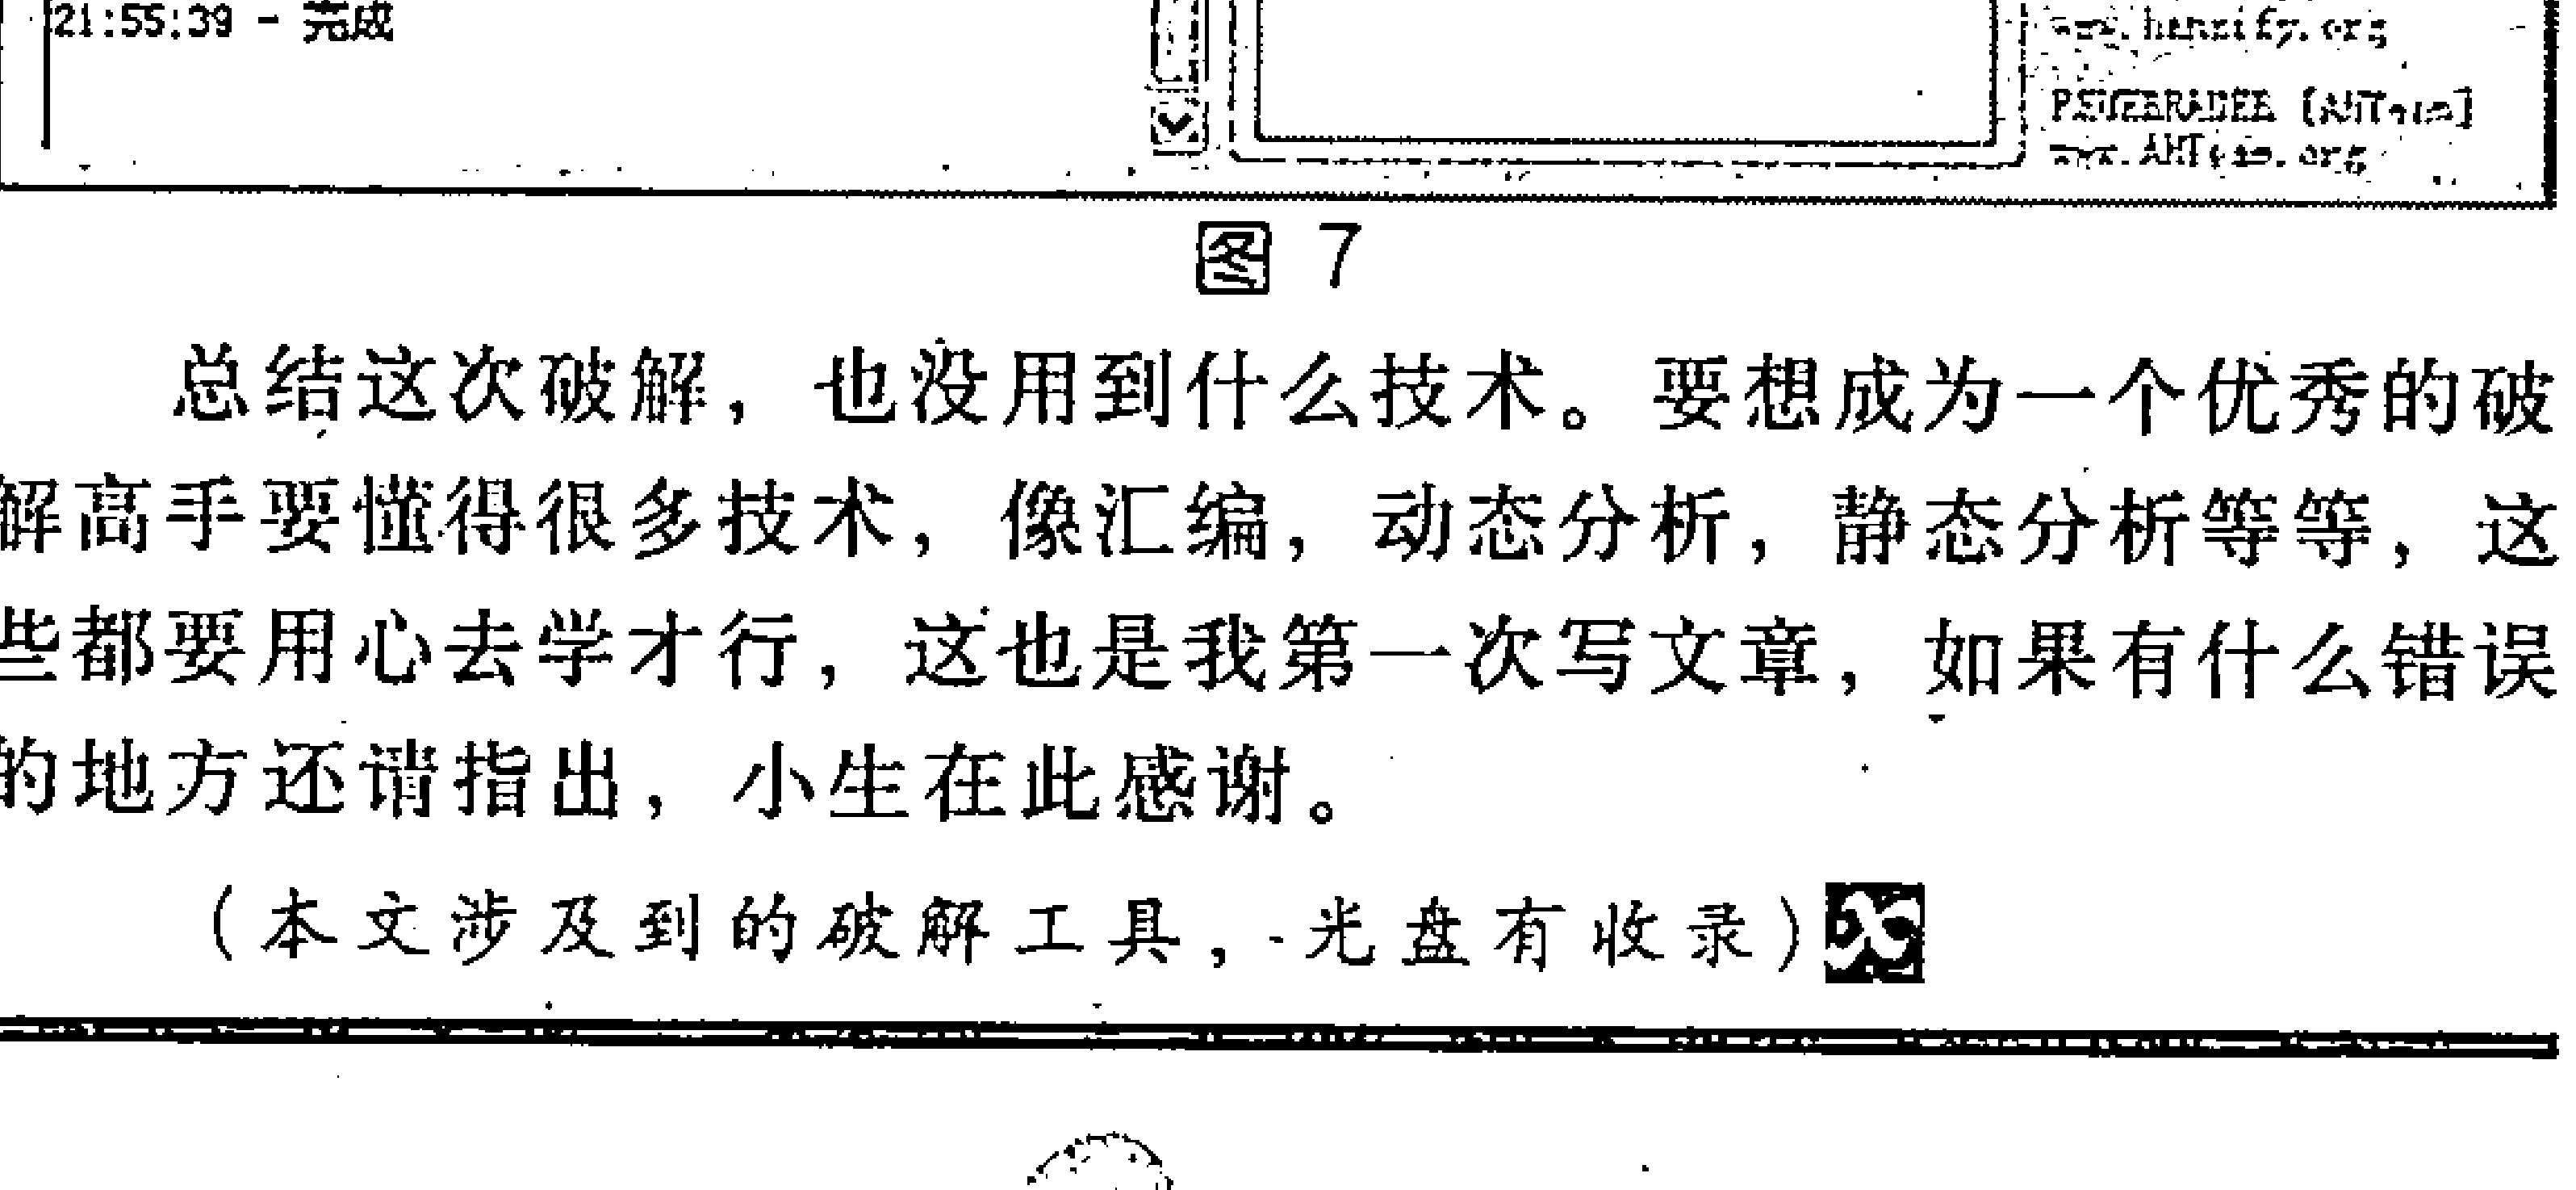 21:55:39 - 完成
图 7
总结这次破解，也没用到什么技术。要想成为一个优秀的破
解高手要懂得很多技术，像汇编，动态分析，静态分析等等，这
些都要用心去学才行，这也是我第一次写文章，如果有什么错误
的地方还请指出，小生在此感谢。
（本文涉及到的破解工具，光盘有收录）